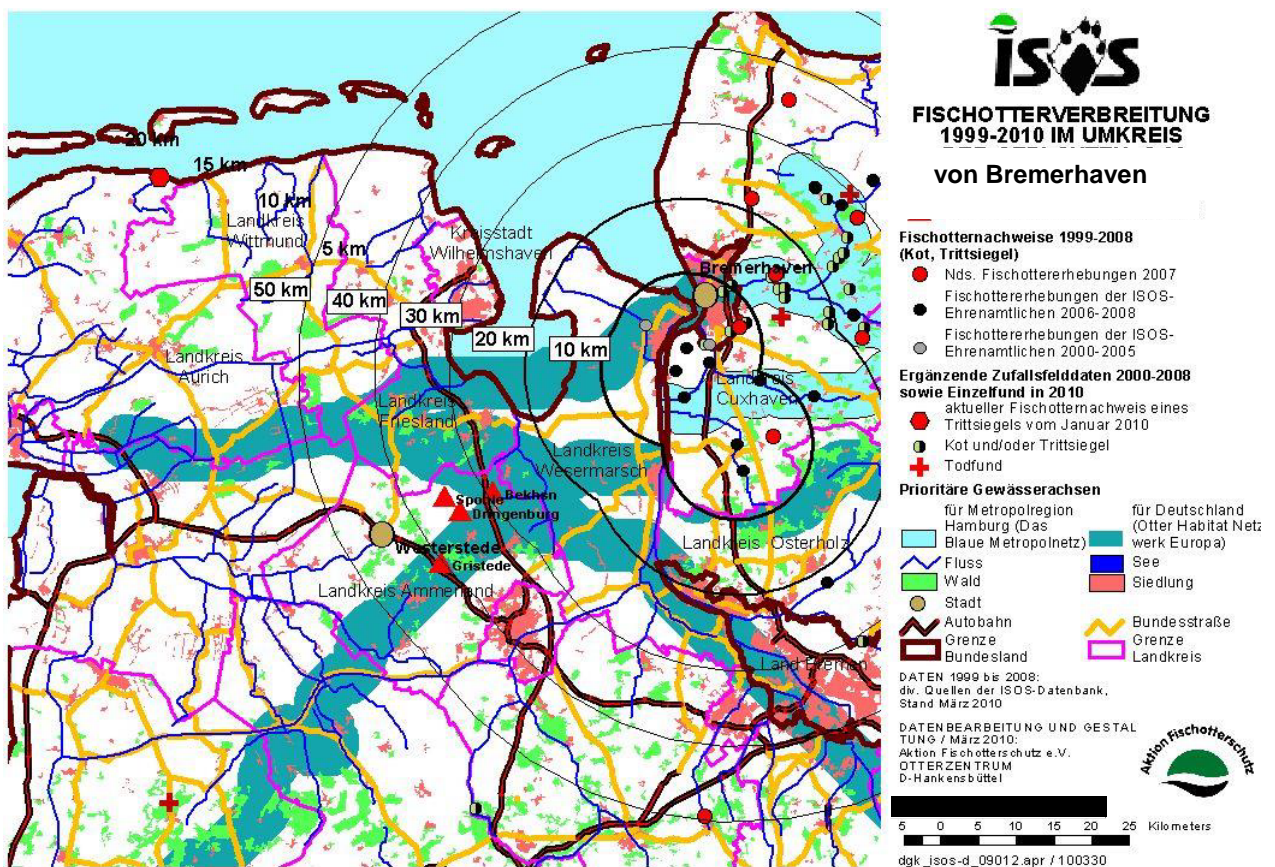 20 km
15 km
10 km
Landkreis
Wittmund
5 km
Kreisstadt
Wilhelmshaven
Bremerhaven
50 km
40 km
30 km
20 km
10 km
Landkreis
Aurich
Landkreis
Friesland
Landkreis
Cuxhaven
Landkreis
Wesermarsch
Bekhsn
Spohle
Dringenburg
Westerstede
Gristede
Landkreis Ammerland
Landkreis Osterholz
Land Bremen
isos
FISCHOTTERVERBREITUNG
1999-2010 IM UMKREIS
von Bremerhaven
Fischotternachweise 1999-2008
(Kot, Trittsiegel)
Nds. Fischottererhebungen 2007
Fischottererhebungen der ISOS-
Ehrenamtlichen 2006-2008
Fischottererhebungen der ISOS-
Ehrenamtlichen 2000-2005
Ergänzende Zufallsfelddaten 2000-2008
sowie Einzelfund in 2010
aktueller Fischotternachweis eines
Trittsiegels vom Januar 2010
Kot und/oder Trittsiegel
Todfund
Prioritäre Gewässerachsen
für Metropolregion
Hamburg (Das
Blaue Metropolnetz)
für Deutschland
(Otter Habitat Netz
werk Europa)
Fluss
See
Wald
Siedlung
Stadt
Autobahn
Bundesstraße
Grenze
Bundesland
Grenze
Landkreis
DATEN 1999 bis 2008:
div. Quellen der ISOS-Datenbank,
Stand März 2010
DATENBEARBEITUNG UND GESTAL
TUNG / März 2010:
Aktion Fischotterschutz e.V.
OTTERZENTRUM
D-Hankensbüttel
Aktion Fischotterschutz
5 0 5 10 15 20 25 Kilometers
dgk_isos-d_09012.apr / 100330